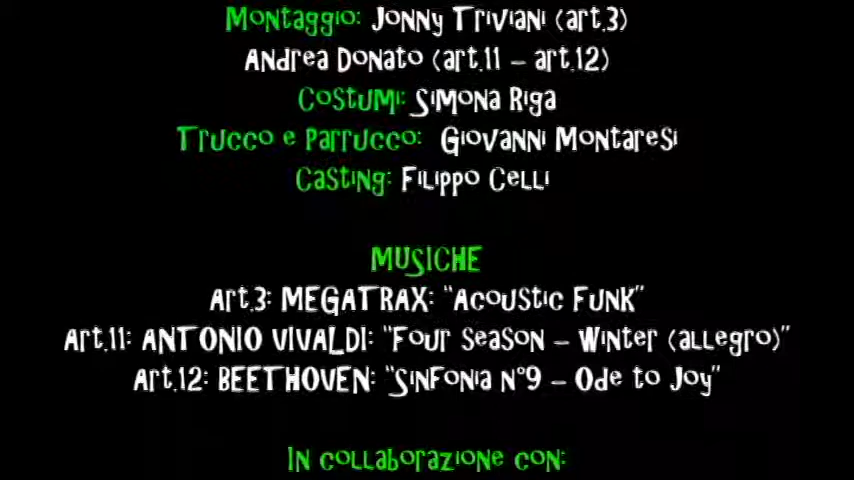 Montaggio: Jonny Triviani (art.3)
Andrea Donato (art.11 – art.12)
Costumi: Simona Riga
Trucco e Parrucco: Giovanni Montaresi
Casting: Filippo Celli
MUSICHE
Art.3: MEGATRAX: "Acoustic Funk"
Art.11: ANTONIO VIVALDI: "Four Season – Winter (allegro)"
Art.12: BEETHOVEN: "Sinfonia n°9 – Ode to Joy"
In collaborazione con: